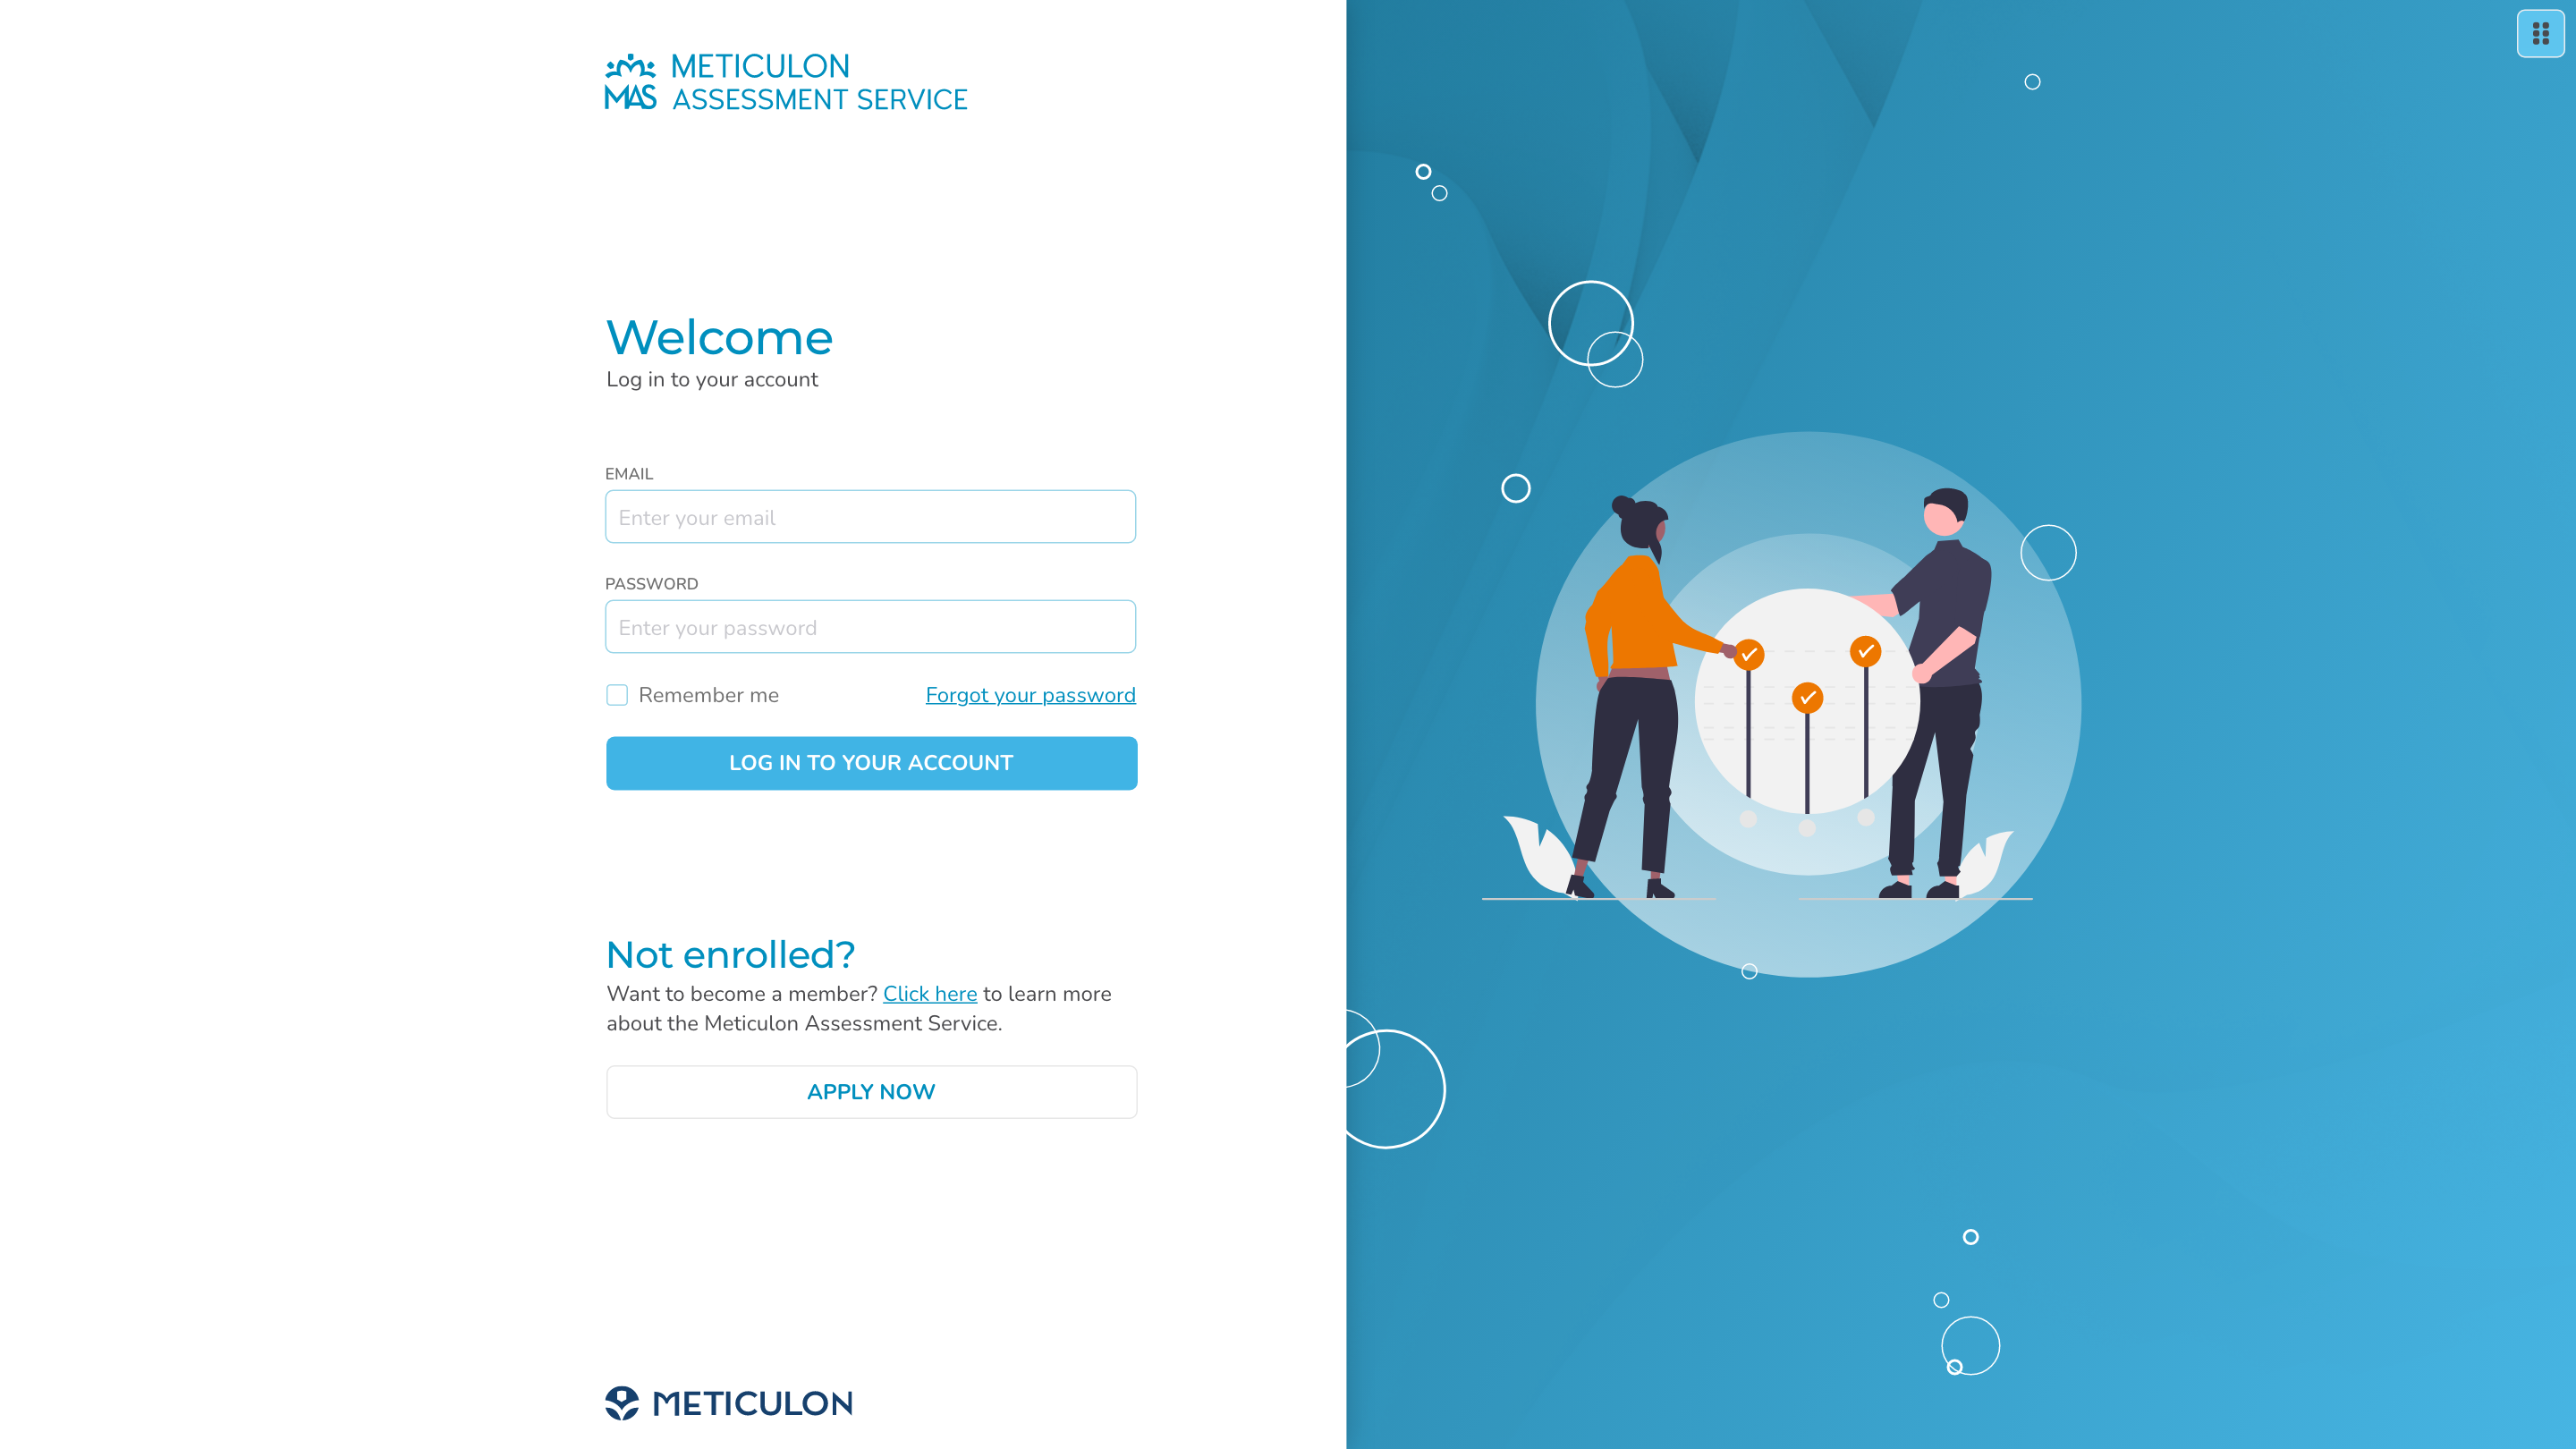 MAS
METICULON
ASSESSMENT SERVICE
Welcome
Log in to your account
EMAIL
Enter your email
PASSWORD
Enter your password
Remember me
Forgot your password
LOG IN TO YOUR ACCOUNT
Not enrolled?
Want to become a member? Click here to learn more
about the Meticulon Assessment Service.
APPLY NOW
METICULON